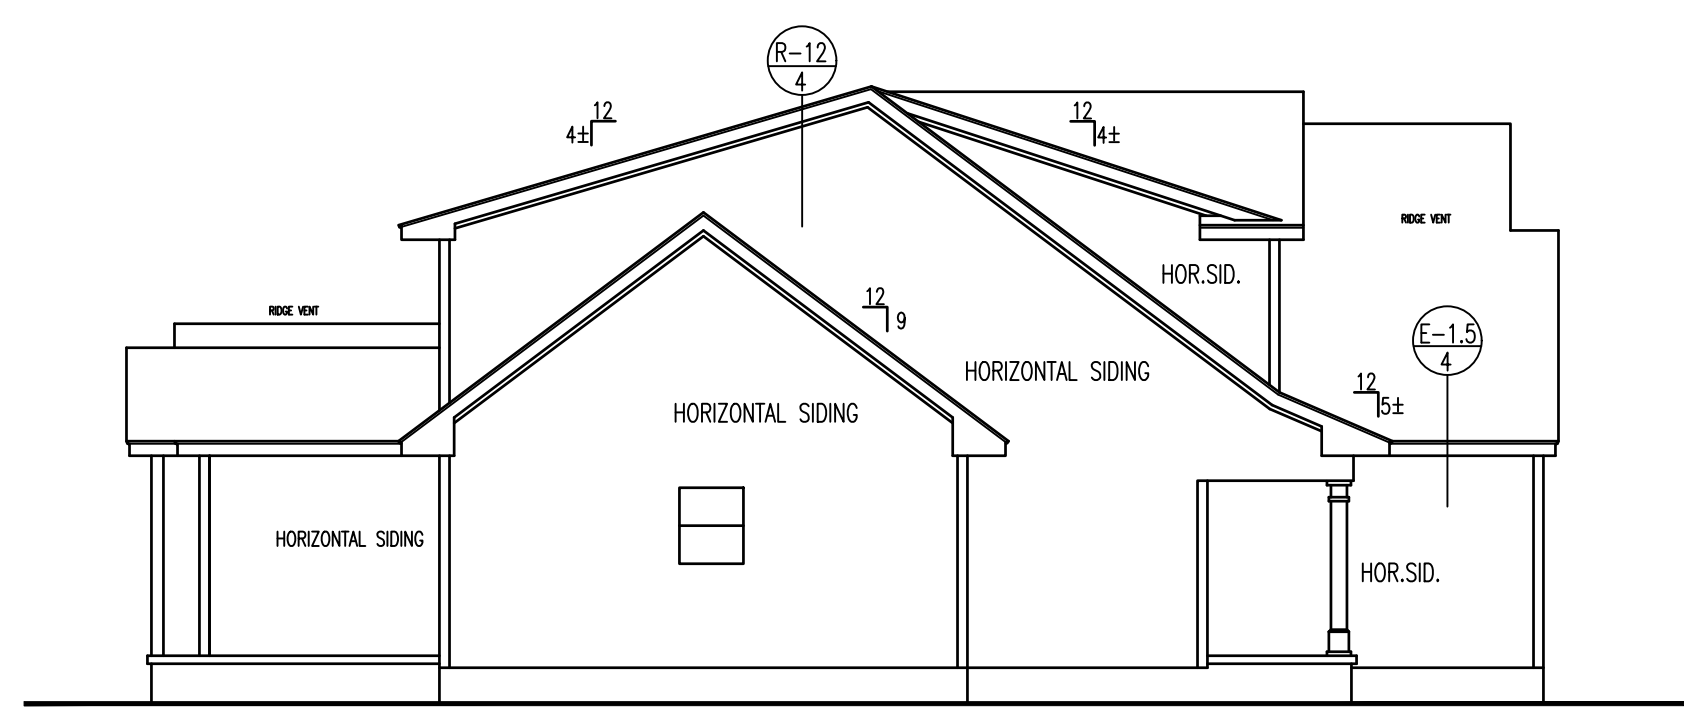 R-12
4
12
4±
12
4±
RIDGE VENT
HOR.SID.
12
9
RIDGE VENT
E-1.5
4
HORIZONTAL SIDING
12
5±
HORIZONTAL SIDING
HORIZONTAL SIDING
HOR.SID.